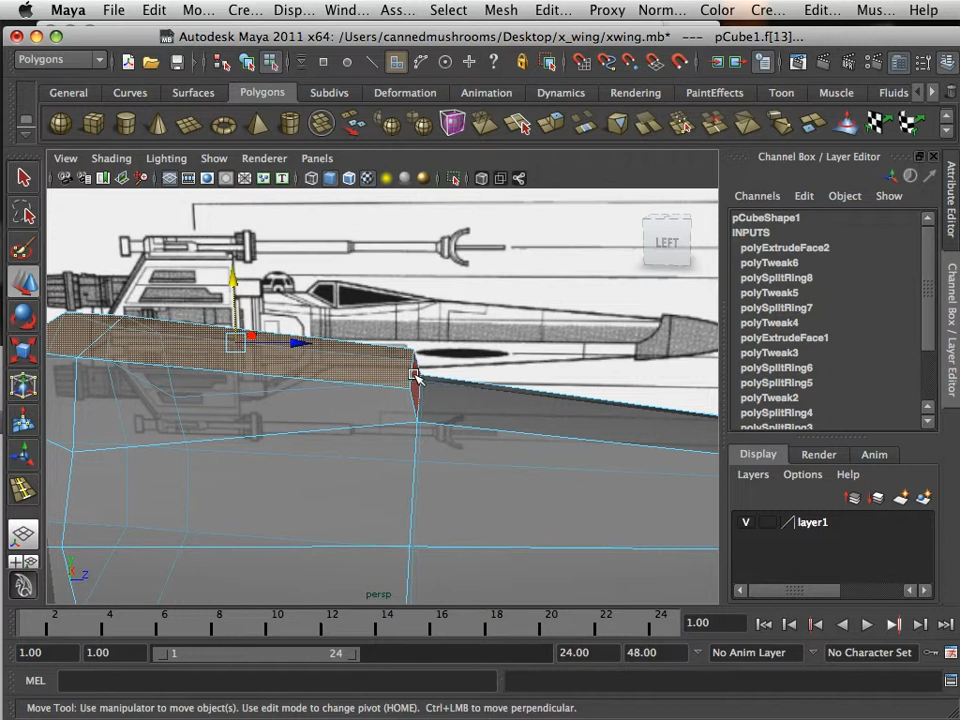 Maya File Edit Disp... Win... Ass... Select Mesh Edit... Proxy Norm... Color Cre... Edit... Mus... Help
Autodesk Maya 2011 x64: /Users/cannedmushrooms/Desktop/x_wing/xwing.mb* --- pCube1.f[13]...
Polygons
General Curves Surfaces Polygons Subdivs Deformation Animation Dynamics Rendering PaintEffects Toon Muscle Fluids
View Shading Lighting Show Renderer Panels
LEFT
persp
Channel Box / Layer Editor
Channels Edit Object Show
pCubeShape1
INPUTS
polyExtrudeFace2
polyTweak6
polySplitRing8
polyTweak5
polySplitRing7
polyTweak4
polyExtrudeFace1
polyTweak3
polySplitRing6
polySplitRing5
polyTweak2
polySplitRing4
polySplitRing3
Display Render Anim
Layers Options Help
V layer1
Attribute Editor
Channel Box / Layer Editor
2 4 6 8 10 12 14 16 18 20 22 24 1.00
1.00 1.00 1 24 24.00 48.00 No Anim Layer No Character Set
MEL
Move Tool: Use manipulator to move object(s). Use edit mode to change pivot (HOME). Ctrl+LMB to move perpendicular.